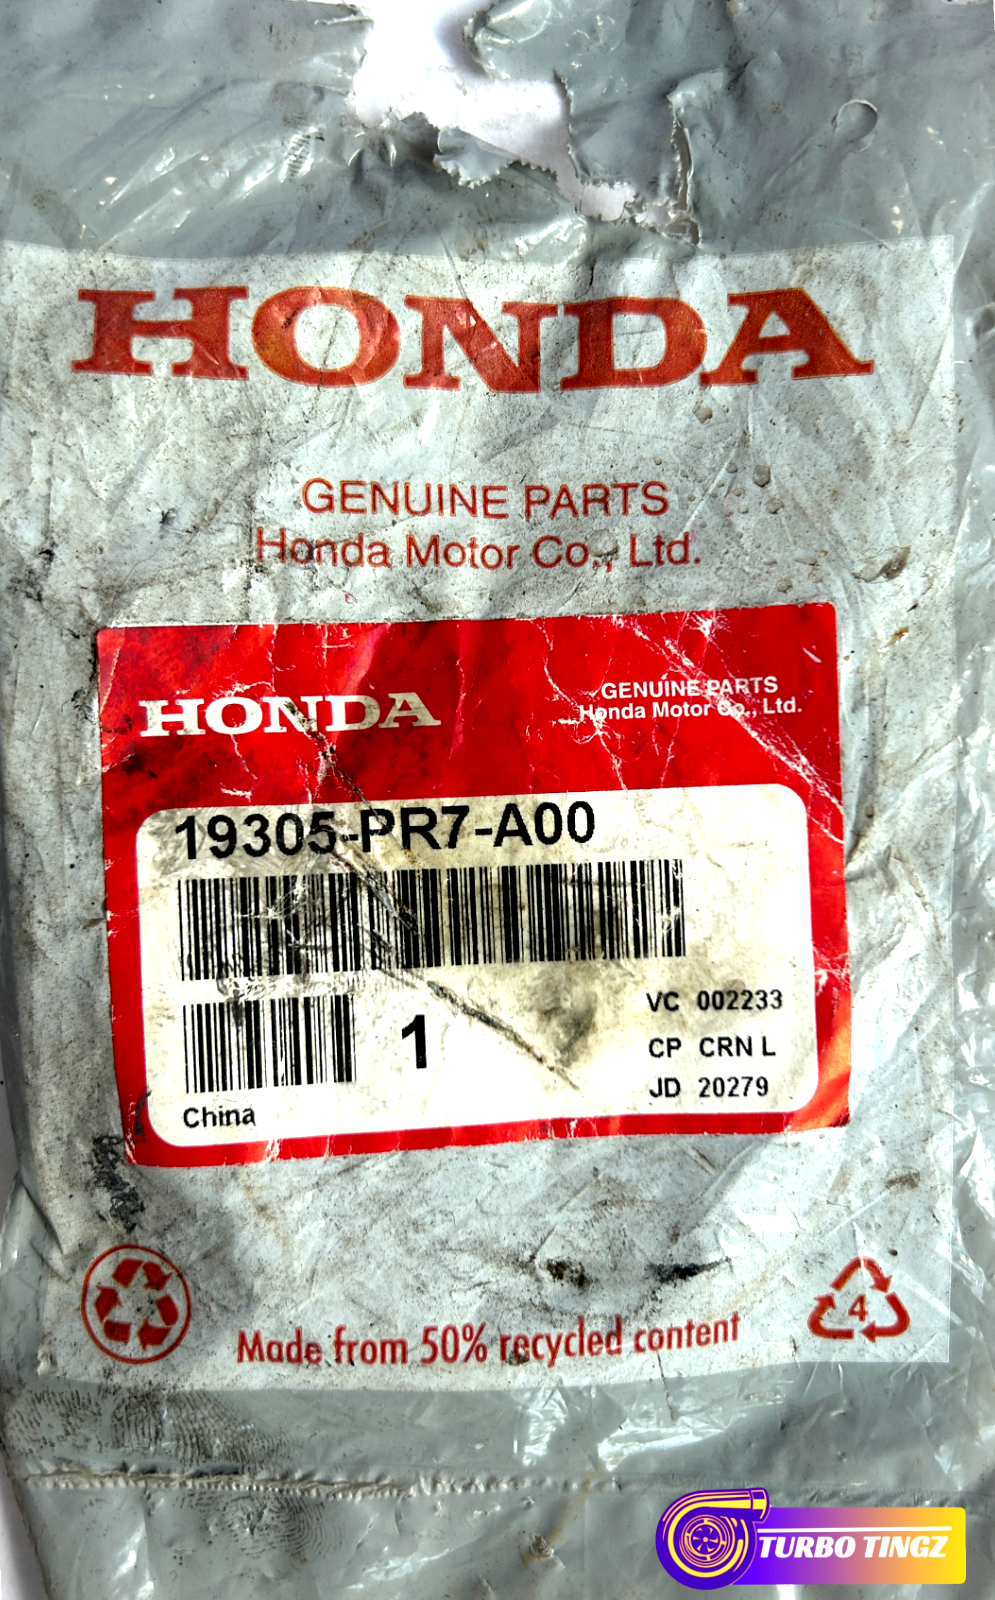 HONDA
GENUINE PARTS
Honda Motor Co., Ltd.
HONDA
GENUINE PARTS
Honda Motor Co., Ltd.
19305-PR7-A00
1
VC 002233
CP CRN L
JD 20279
China
Made from 50% recycled content
4
TURBO TINGZ